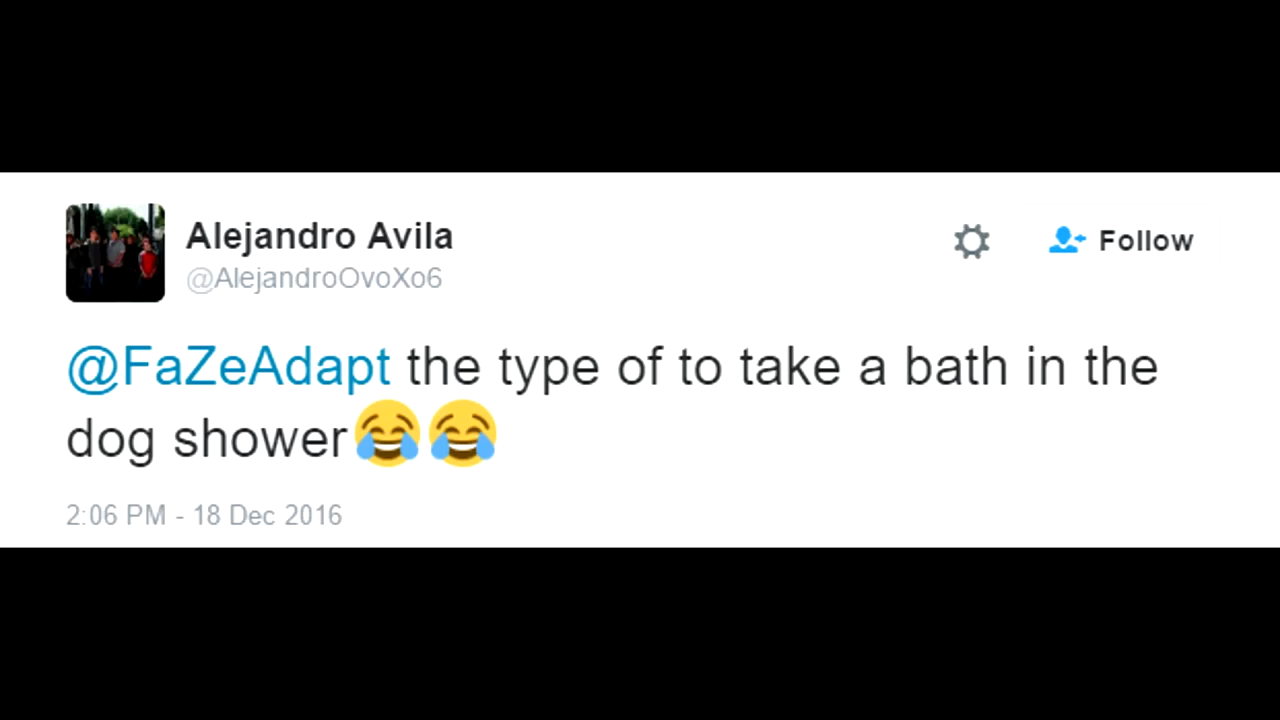 Alejandro Avila
@AlejandroOvoXo6
Follow
@FaZeAdapt the type of to take a bath in the
dog shower😂😂
2:06 PM - 18 Dec 2016